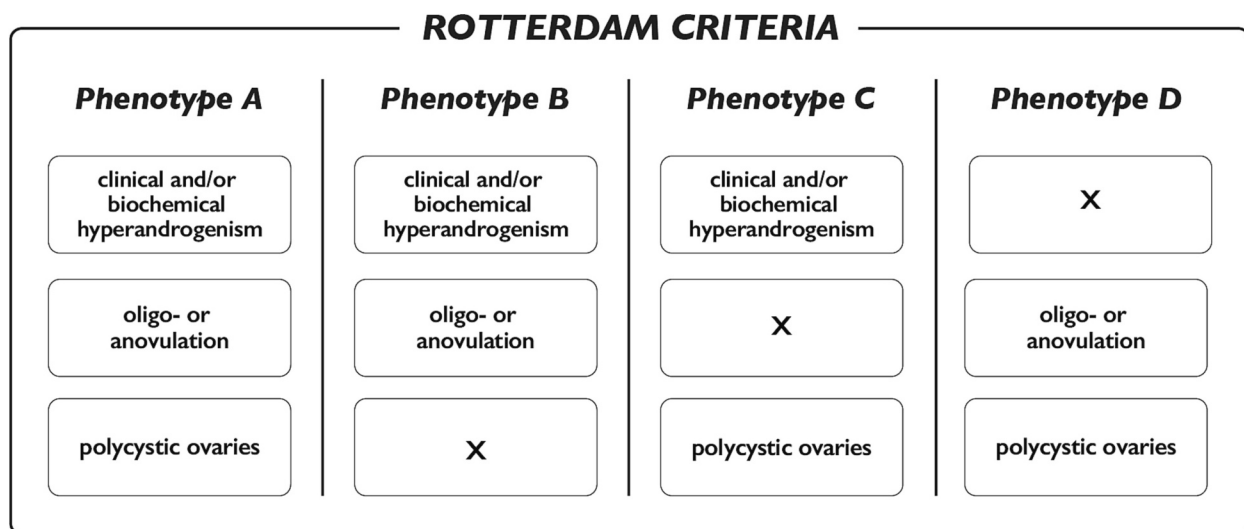 ROTTERDAM CRITERIA
Phenotype A
clinical and/or
biochemical
hyperandrogenism
oligo- or
anovulation
polycystic ovaries
Phenotype B
clinical and/or
biochemical
hyperandrogenism
oligo- or
anovulation
X
Phenotype C
clinical and/or
biochemical
hyperandrogenism
X
polycystic ovaries
Phenotype D
X
oligo- or
anovulation
polycystic ovaries